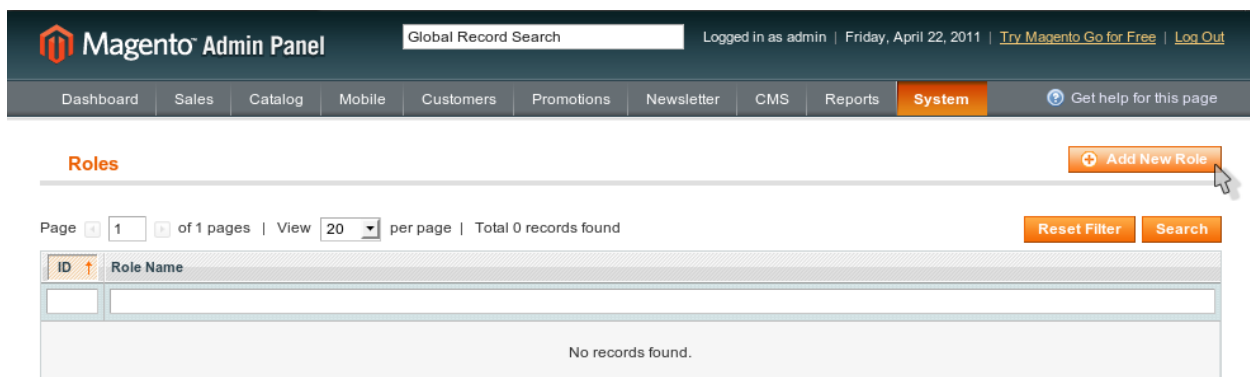 Magento™ Admin Panel Global Record Search Logged in as admin | Friday, April 22, 2011 | Try Magento Go for Free | Log Out
Dashboard Sales Catalog Mobile Customers Promotions Newsletter CMS Reports System Get help for this page
Roles Add New Role
Page 1 of 1 pages | View 20 per page | Total 0 records found Reset Filter Search
ID ↑ Role Name
No records found.